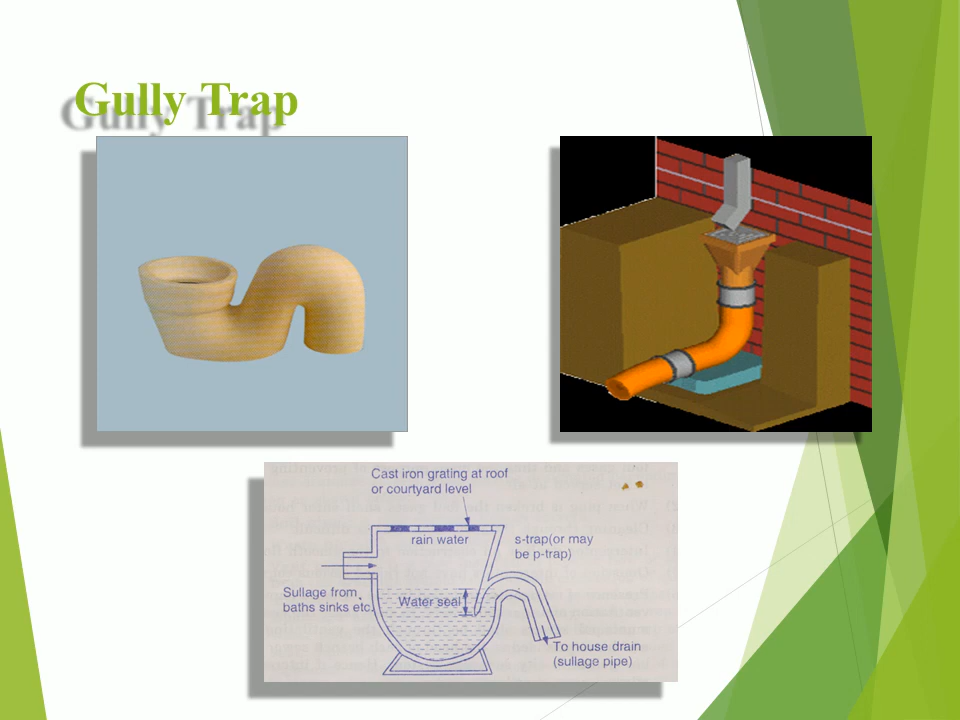 Gully Trap
Cast iron grating at roof
or courtyard level
rain water
s-trap(or may
be p-trap)
Sullage from
baths sinks etc.
Water seal
To house drain
(sullage pipe)